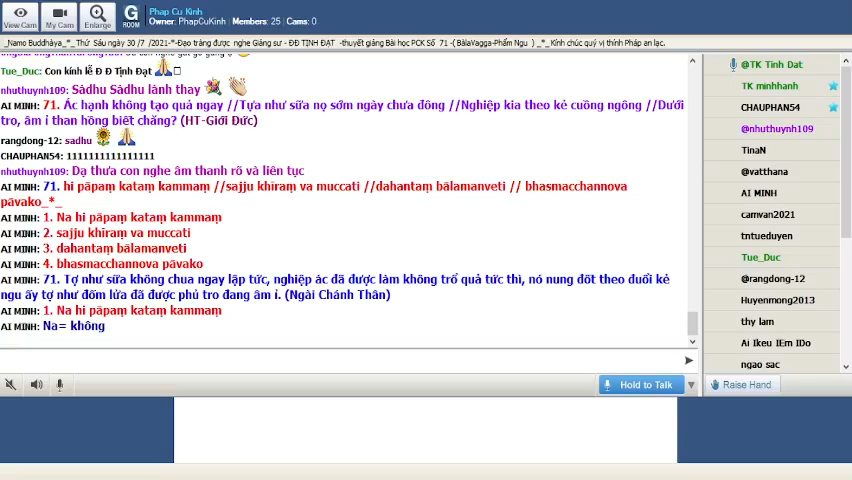 Phap Cu Kinh
Owner: PhapCuKinh | Members: 25 | Cams: 0
View Cam
My Cam
Enlarge
G
ROOM
_Namo Buddhàya_*_ Thứ Sáu ngày 30 /7 /2021-*-Đạo tràng được nghe Giảng sư - ĐĐ TỊNH ĐẠT -thuyết giảng Bài học PCK Số 71 -( BàlaVagga-Phẩm Ngu ) _*_ Kính chúc quý vị thính Pháp an lạc.
Tue_Duc: Con kính lễ Đ Đ Tịnh Đạt
nhuthuynh109: Sàdhu Sàdhu lành thay
AI MINH: 71. Ác hạnh không tạo quả ngay //Tựa như sữa nọ sớm ngày chưa đông //Nghiệp kia theo kẻ cuồng ngông //Dưới
tro, âm ỉ than hồng biết chăng? (HT-Giới Đức)
rangdong-12: sadhu
CHAUPHAN54: 1111111111111111
nhuthuynh109: Dạ thưa con nghe âm thanh rõ và liên tục
AI MINH: 71. hi pāpaṃ kataṃ kammaṃ //sajju khīraṃ va muccati //dahantaṃ bālamanveti // bhasmacchannova
pāvako_*_
AI MINH: 1. Na hi pāpaṃ kataṃ kammaṃ
AI MINH: 2. sajju khīraṃ va muccati
AI MINH: 3. dahantaṃ bālamanveti
AI MINH: 4. bhasmacchannova pāvako
AI MINH: 71. Tợ như sữa không chua ngay lập tức, nghiệp ác đã được làm không trổ quả tức thì, nó nung đốt theo đuổi kẻ
ngu ấy tợ như đốm lửa đã được phủ tro đang âm ỉ. (Ngài Chánh Thân)
AI MINH: 1. Na hi pāpaṃ kataṃ kammaṃ
AI MINH: Na= không
@TK Tinh Dat
TK minhhanh
CHAUPHAN54
@nhuthuynh109
TinaN
@vatthana
AI MINH
camvan2021
tntueduyen
Tue_Duc
@rangdong-12
Huyenmong2013
thy lam
Ai Ikeu IEm IDo
ngao sac
Hold to Talk
Raise Hand